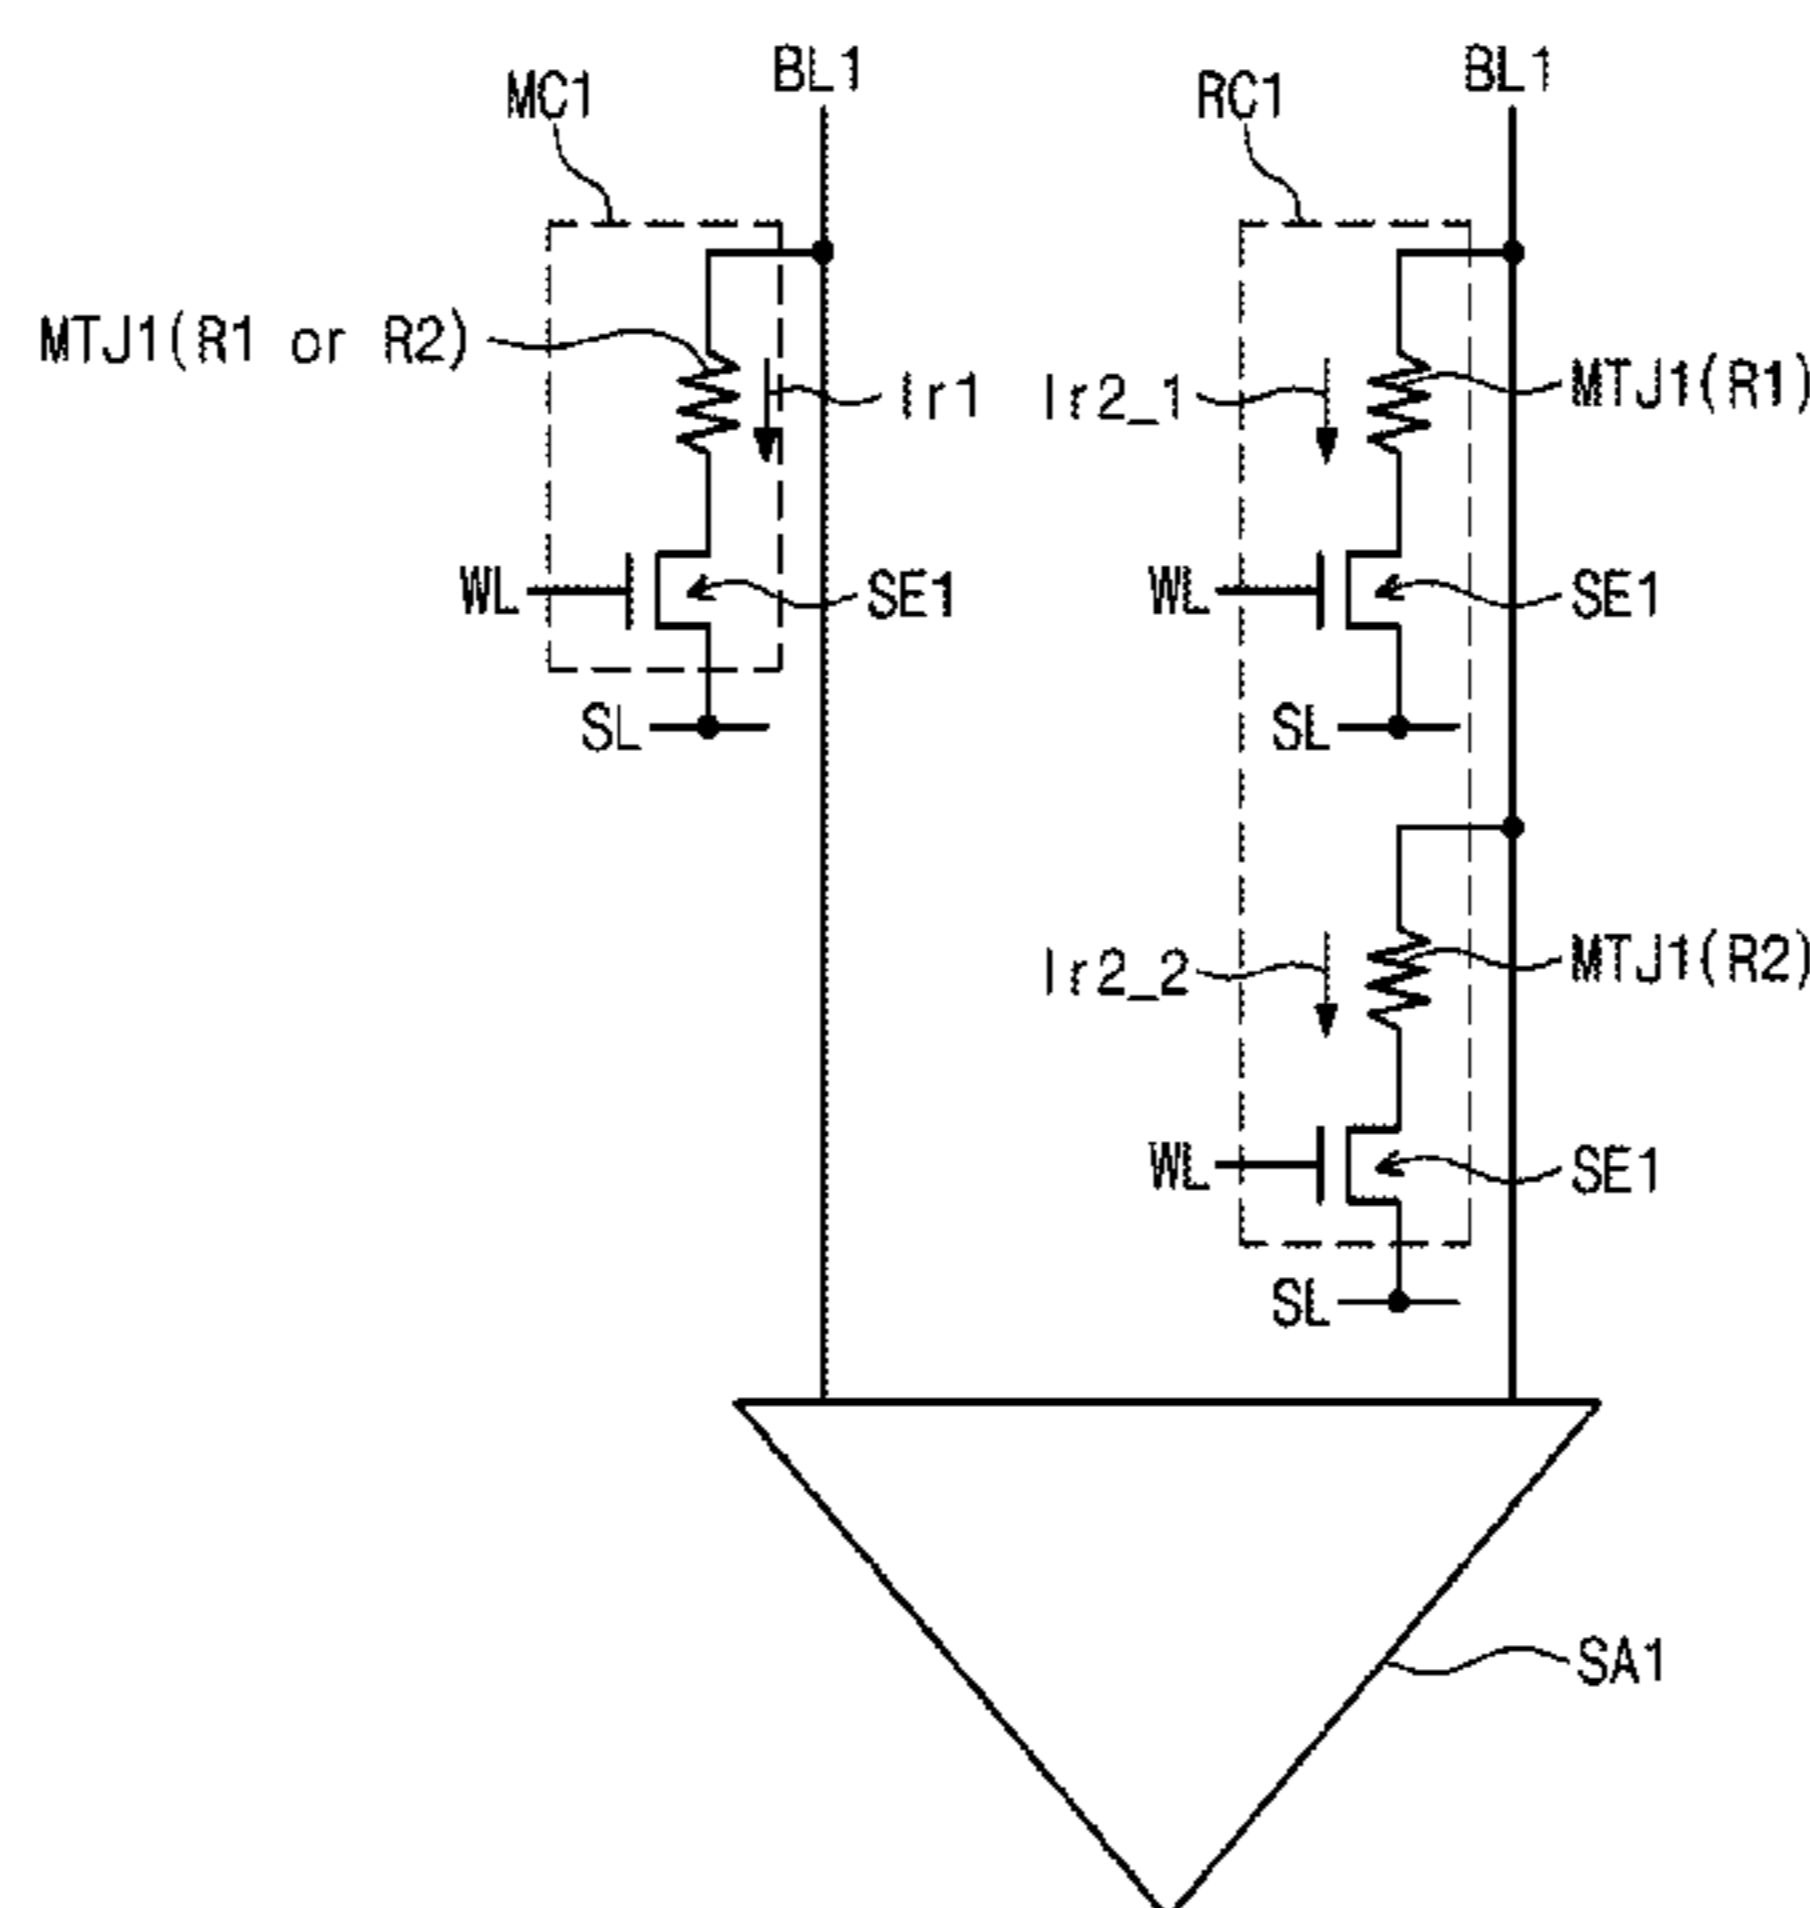 BL1
BL1
MC1
RC1
MTJ1(R1 or R2)
Ir1
Ir2_1
MTJ1(R1)
WL
SE1
WL
SE1
SL
SL
Ir2_2
MTJ1(R2)
WL
SE1
SL
SA1